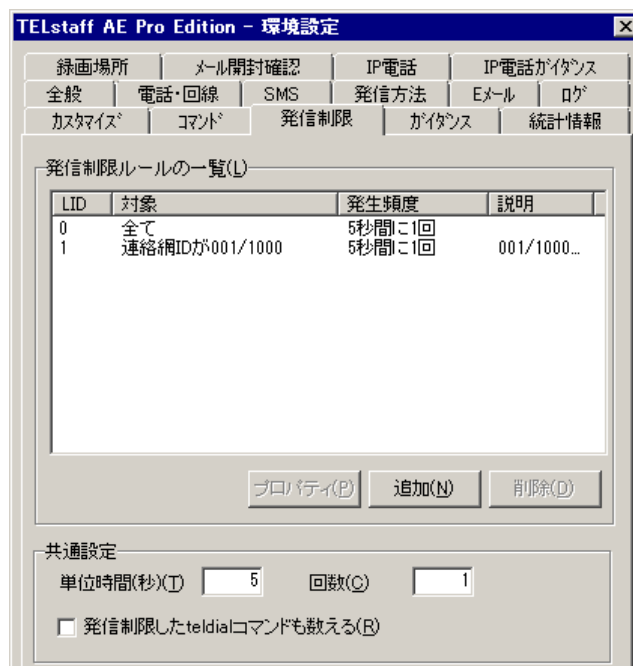 TELstaff AE Pro Edition - 環境設定
録画場所 メール開封確認 IP電話 IP電話ガイダンス
全般 電話・回線 SMS 発信方法 Eメール ログ
カスタマイズ コマンド 発信制限 ガイダンス 統計情報
発信制限ルールの一覧(L)
LID 対象 発生頻度 説明
0 全て 5秒間に1回
1 連絡網IDが001/1000 5秒間に1回 001/1000...
プロパティ(P) 追加(N) 削除(D)
共通設定
単位時間(秒)(T) 5 回数(C) 1
発信制限したteldialコマンドも数える(R)